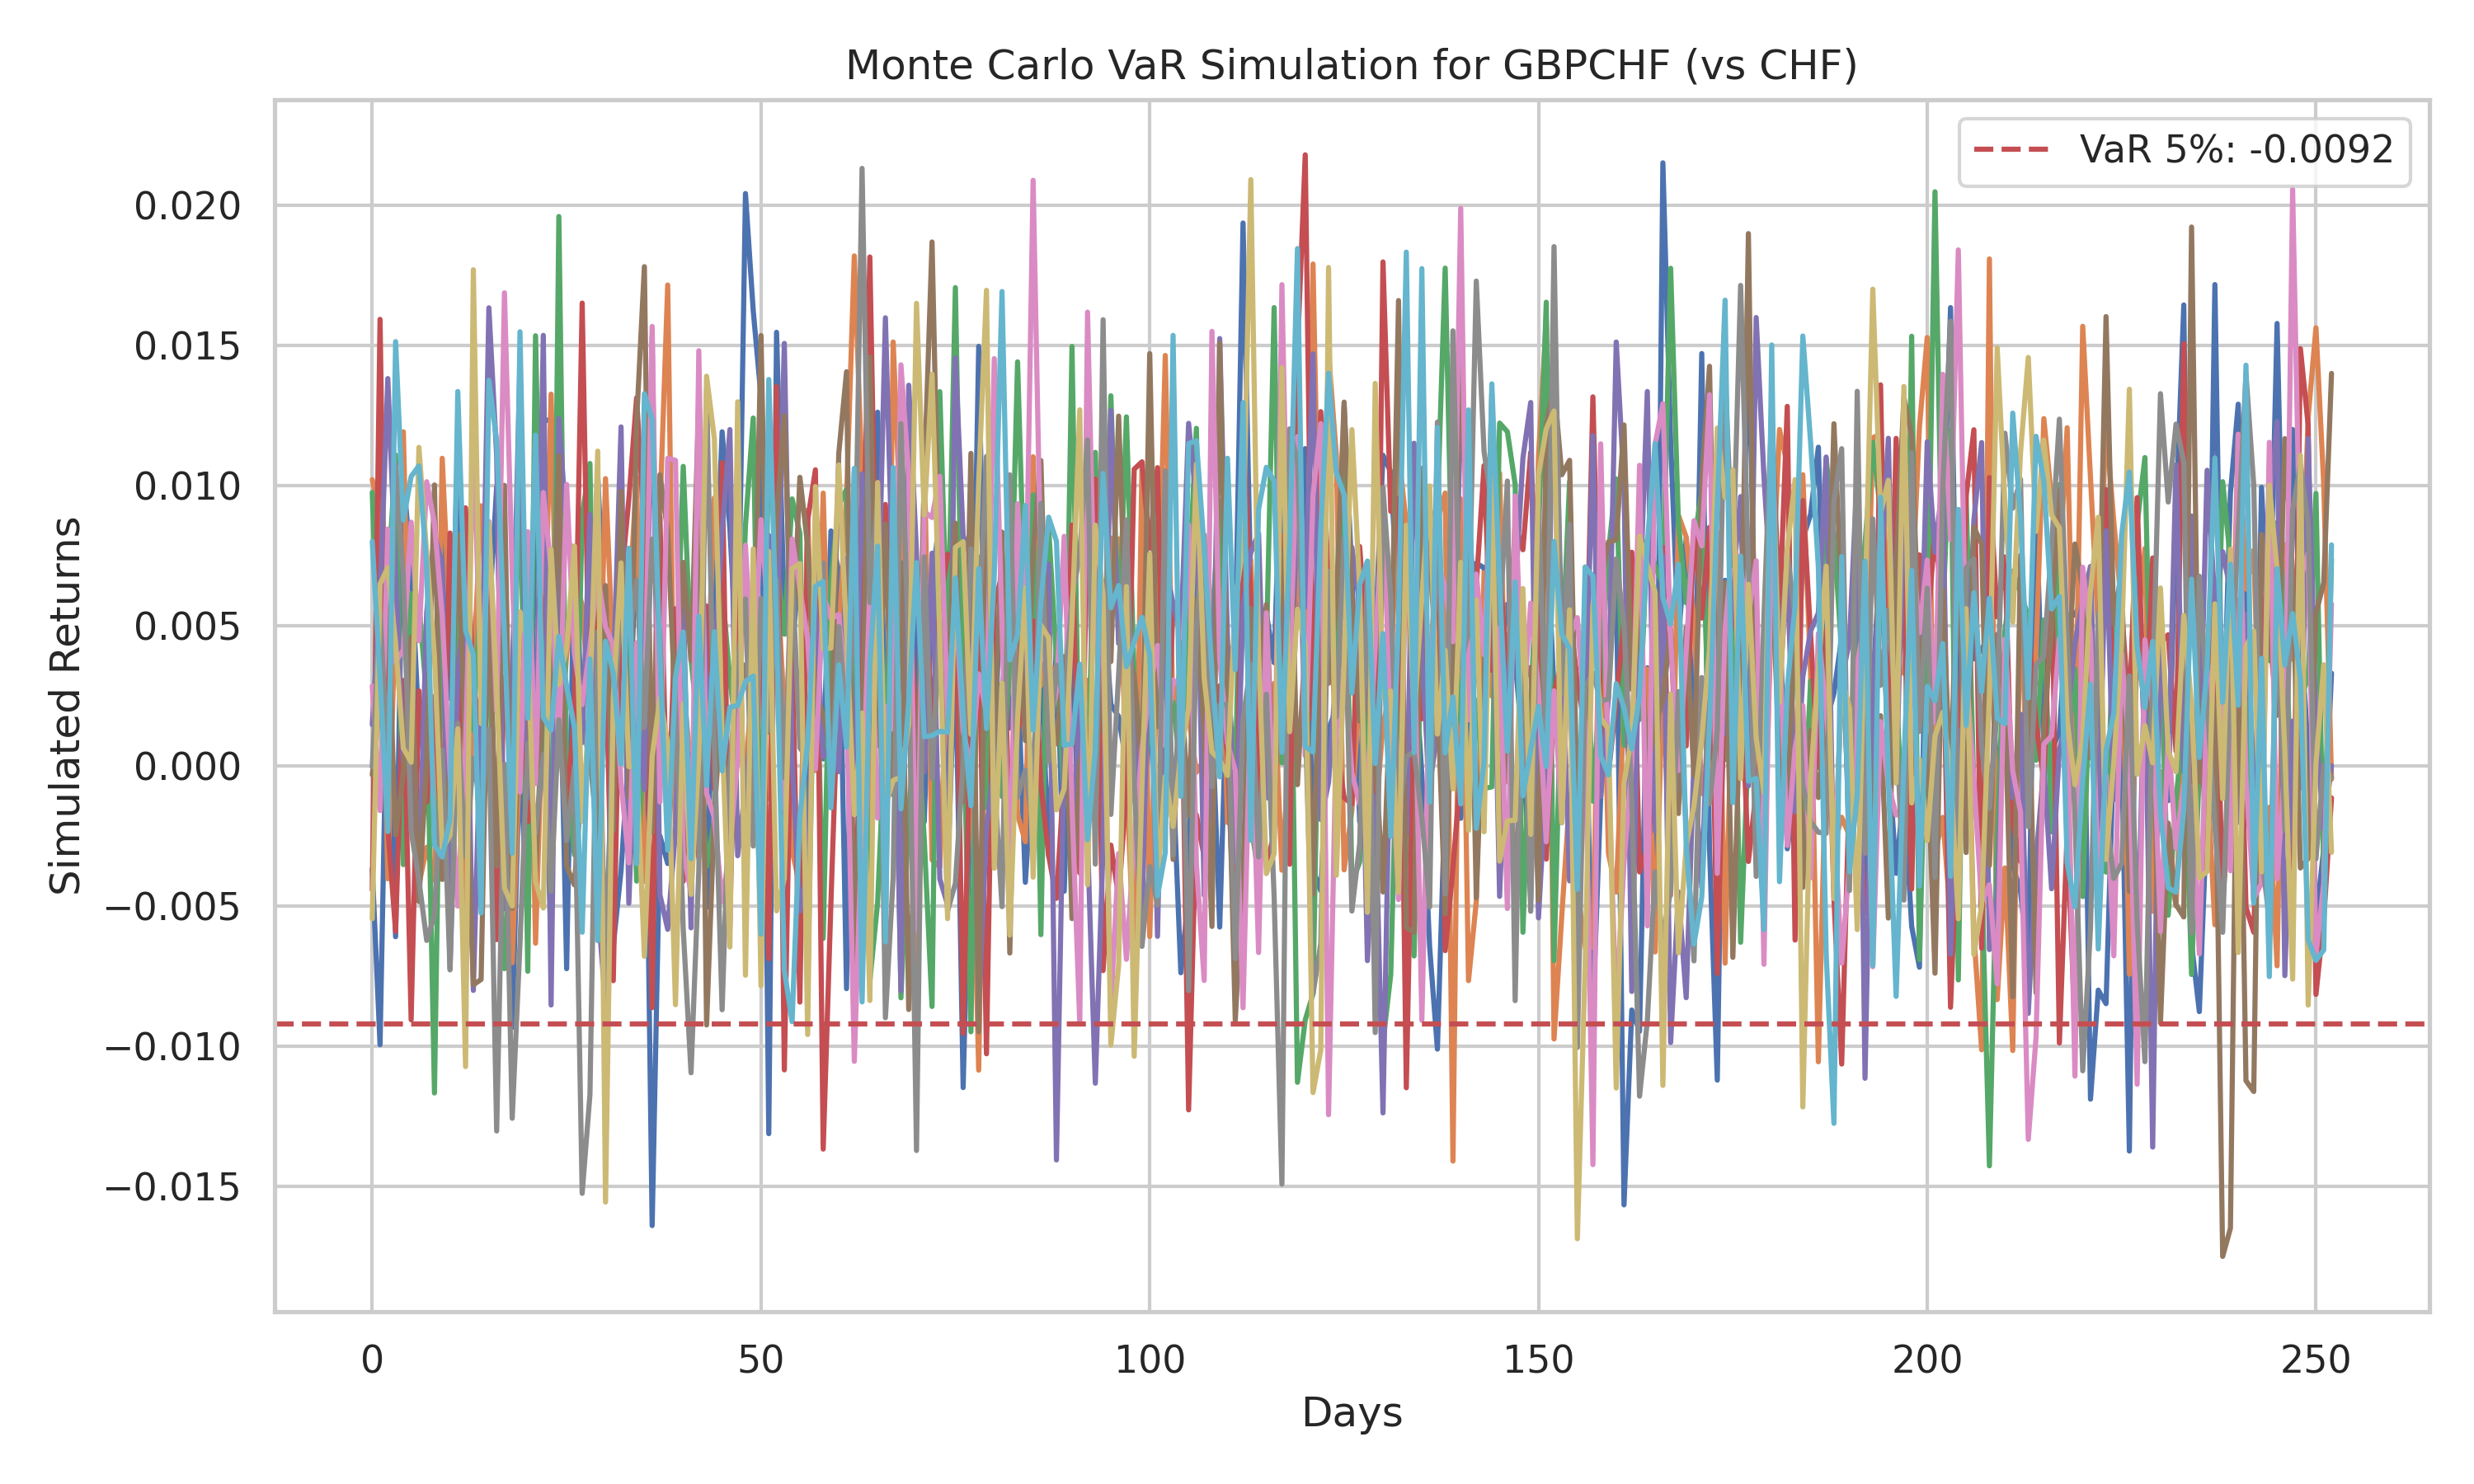 Monte Carlo VaR Simulation for GBPCHF (vs CHF)
VaR 5%: -0.0092
Simulated Returns
0.020
0.015
0.010
0.005
0.000
−0.005
−0.010
−0.015
0 50 100 150 200 250
Days